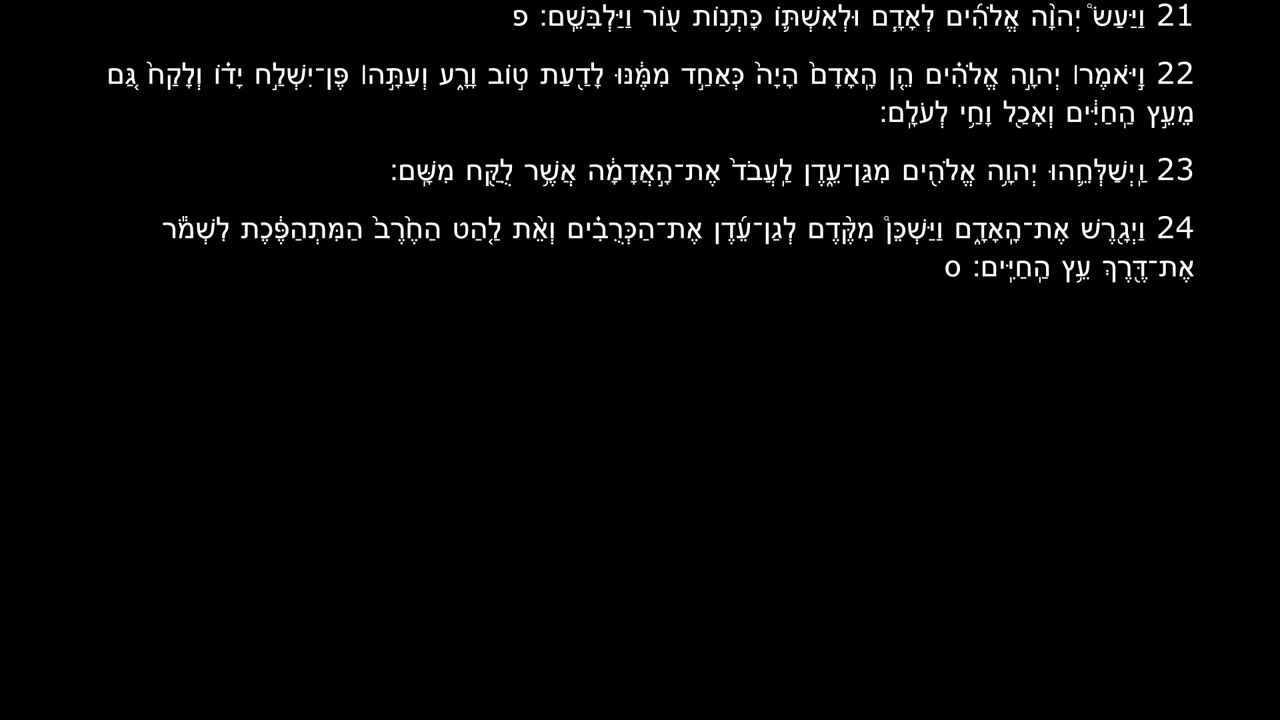 21 וַיַּעַשׂ֩ יְהוָ֨ה אֱלֹהִ֜ים לְאָדָ֧ם וּלְאִשְׁתּ֛וֹ כָּתְנ֥וֹת ע֖וֹר וַיַּלְבִּשֵֽׁם׃ פ
22 וַיֹּ֣אמֶר׀ יְהוָ֣ה אֱלֹהִ֗ים הֵ֤ן הָֽאָדָם֙ הָיָה֙ כְּאַחַ֣ד מִמֶּ֔נּוּ לָדַ֖עַת ט֣וֹב וָרָ֑ע וְעַתָּ֣ה׀ פֶּן־יִשְׁלַ֣ח יָד֗וֹ וְלָקַח֙ גַּ֚ם
מֵעֵ֣ץ הַֽחַיִּ֔ים וְאָכַ֖ל וָחַ֥י לְעֹלָֽם׃
23 וַֽיְשַׁלְּחֵ֛הוּ יְהוָ֥ה אֱלֹהִ֖ים מִגַּן־עֵ֑דֶן לַֽעֲבֹד֙ אֶת־הָ֣אֲדָמָ֔ה אֲשֶׁ֥ר לֻקַּ֖ח מִשָּֽׁם׃
24 וַיְגָ֖רֶשׁ אֶת־הָֽאָדָ֑ם וַיַּשְׁכֵּן֩ מִקֶּ֨דֶם לְגַן־עֵ֜דֶן אֶת־הַכְּרֻבִ֗ים וְאֵ֨ת לַ֤הַט הַחֶ֙רֶב֙ הַמִּתְהַפֶּ֔כֶת לִשְׁמֹ֕ר
אֶת־דֶּ֖רֶךְ עֵ֥ץ הַֽחַיִּֽים׃ ס